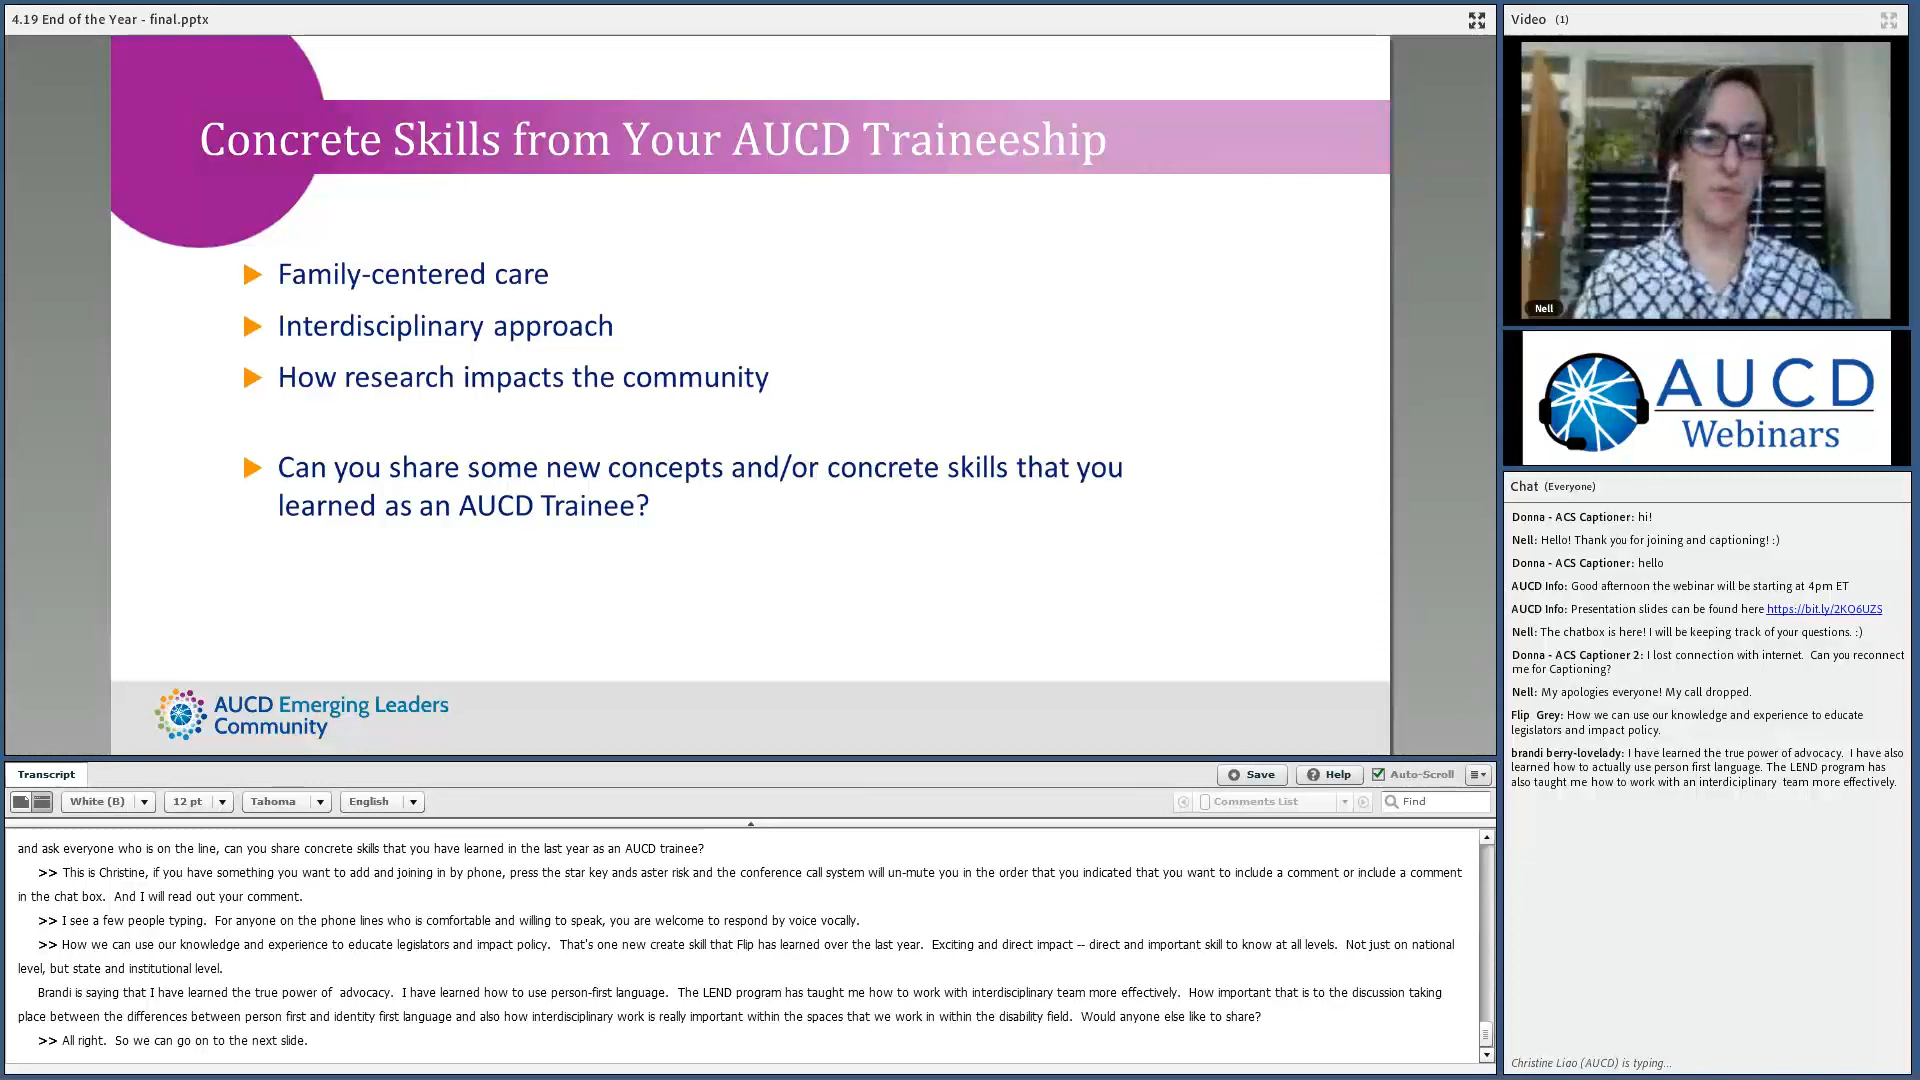 4.19 End of the Year - final.pptx
Concrete Skills from Your AUCD Traineeship
Family-centered care
Interdisciplinary approach
How research impacts the community
Can you share some new concepts and/or concrete skills that you
learned as an AUCD Trainee?
AUCD Emerging Leaders
Community
Video (1)
Nell
AUCD
Webinars
Chat (Everyone)
Donna - ACS Captioner: hi!
Nell: Hello! Thank you for joining and captioning! :)
Donna - ACS Captioner: hello
AUCD Info: Good afternoon the webinar will be starting at 4pm ET
AUCD Info: Presentation slides can be found here https://bit.ly/2KO6UZS
Nell: The chatbox is here! I will be keeping track of your questions. :)
Donna - ACS Captioner 2: I lost connection with internet. Can you reconnect
me for Captioning?
Nell: My apologies everyone! My call dropped.
Flip Grey: How we can use our knowledge and experience to educate
legislators and impact policy.
brandi berry-lovelady: I have learned the true power of advocacy. I have also
learned how to actually use person first language. The LEND program has
also taught me how to work with an interdiciplinary team more effectively.
Christine Liao (AUCD) is typing...
Transcript
Save
Help
Auto-Scroll
White (B)
12 pt
Tahoma
English
Comments List
Find
and ask everyone who is on the line, can you share concrete skills that you have learned in the last year as an AUCD trainee?
>> This is Christine, if you have something you want to add and joining in by phone, press the star key ands aster risk and the conference call system will un-mute you in the order that you indicated that you want to include a comment or include a comment
in the chat box. And I will read out your comment.
>> I see a few people typing. For anyone on the phone lines who is comfortable and willing to speak, you are welcome to respond by voice vocally.
>> How we can use our knowledge and experience to educate legislators and impact policy. That's one new create skill that Flip has learned over the last year. Exciting and direct impact -- direct and important skill to know at all levels. Not just on national
level, but state and institutional level.
Brandi is saying that I have learned the true power of advocacy. I have learned how to use person-first language. The LEND program has taught me how to work with interdisciplinary team more effectively. How important that is to the discussion taking
place between the differences between person first and identity first language and also how interdisciplinary work is really important within the spaces that we work in within the disability field. Would anyone else like to share?
>> All right. So we can go on to the next slide.